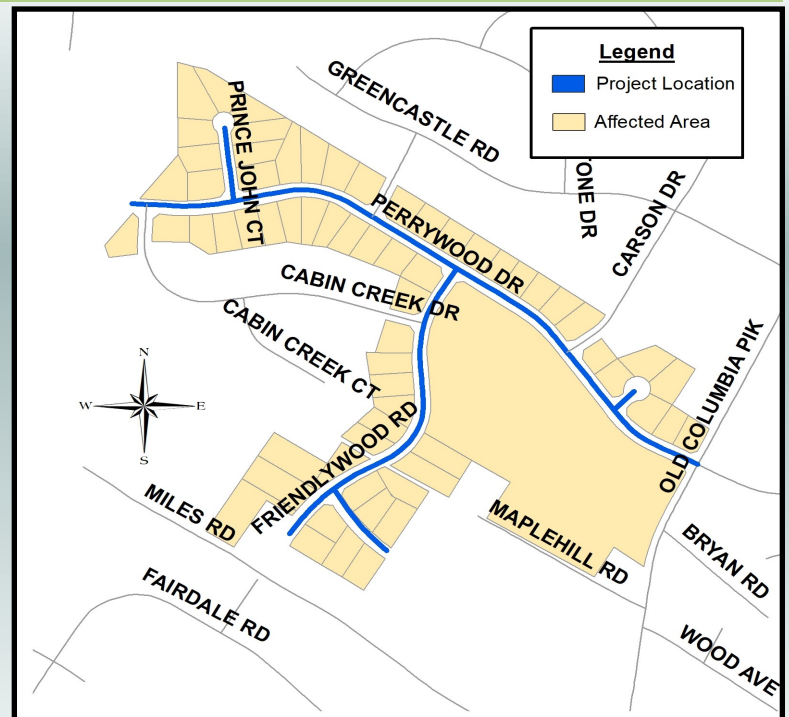 Legend
Project Location
Affected Area
GREENCASTLE RD
PRINCE JOHN CT
TONE DR
CARSON DR
PERRYWOOD DR
CABIN CREEK DR
CABIN CREEK CT
OLD COLUMBIA PIK
N
W
E
S
FRIENDLYWOOD RD
MILES RD
MAPLEHILL RD
BRYAN RD
FAIRDALE RD
WOOD AVE